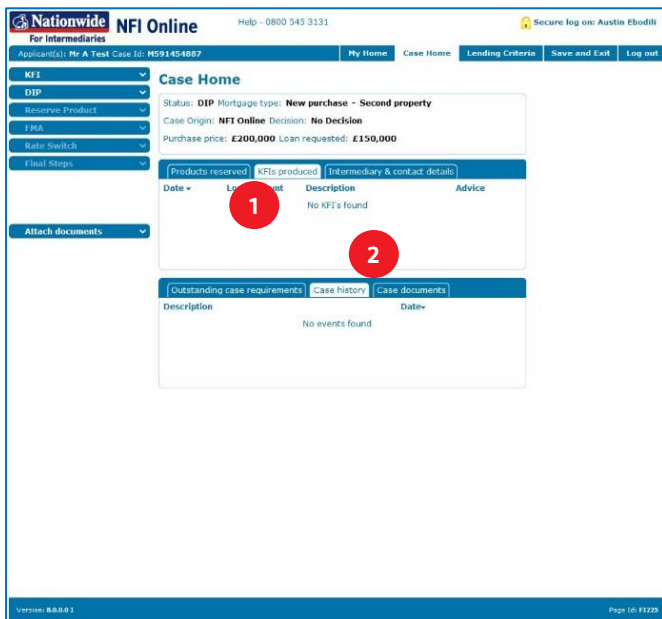 Nationwide
For Intermediaries
NFI Online
Help - 0800 545 3131
Secure log on: Austin Ebodili
Applicant(s): Mr A Test Case Id: M591454887
My Home Case Home Lending Criteria Save and Exit Log out
KFI
DIP
Reserve Product
FMA
Rate Switch
Final Steps
Attach documents
Case Home
Status: DIP Mortgage type: New purchase - Second property
Case Origin: NFI Online Decision: No Decision
Purchase price: £200,000 Loan requested: £150,000
Products reserved KFIs produced Intermediary & contact details
Date Description Advice
1
No KFI's found
2
Outstanding case requirements Case history Case documents
Description Date
No events found
Version: 8.0.0.0 I
Page Id: FI225